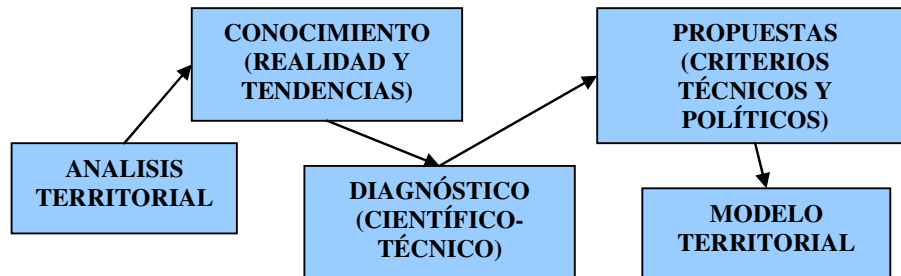 ANALISIS
TERRITORIAL
CONOCIMIENTO
(REALIDAD Y
TENDENCIAS)
DIAGNÓSTICO
(CIENTÍFICO-
TÉCNICO)
PROPUESTAS
(CRITERIOS
TÉCNICOS Y
POLÍTICOS)
MODELO
TERRITORIAL